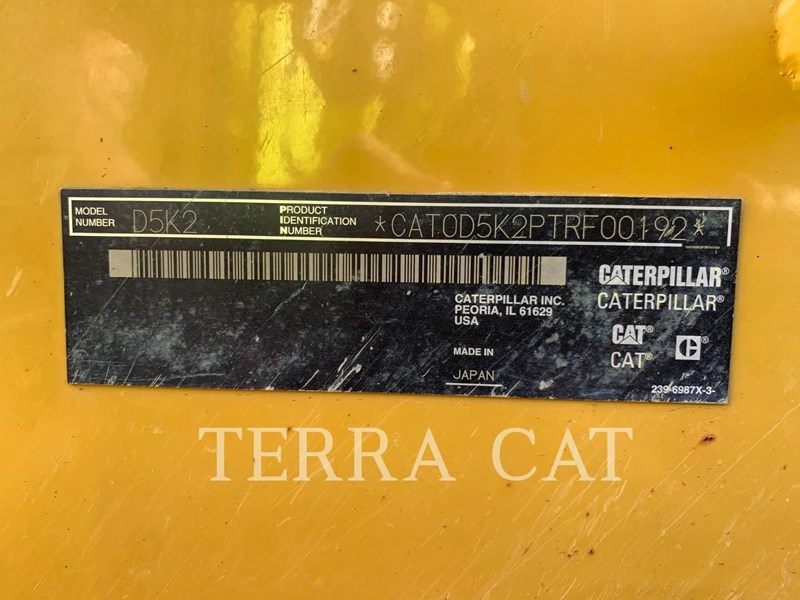 MODEL NUMBER D5K2
PRODUCT IDENTIFICATION NUMBER *CAT0D5K2PTRF00192*
CATERPILLAR INC.
PEORIA, IL 61629
USA
MADE IN
JAPAN
CATERPILLAR®
CATERPILLAR®
CAT®
CAT®
C®
239-6987X-3-
TERRA CAT